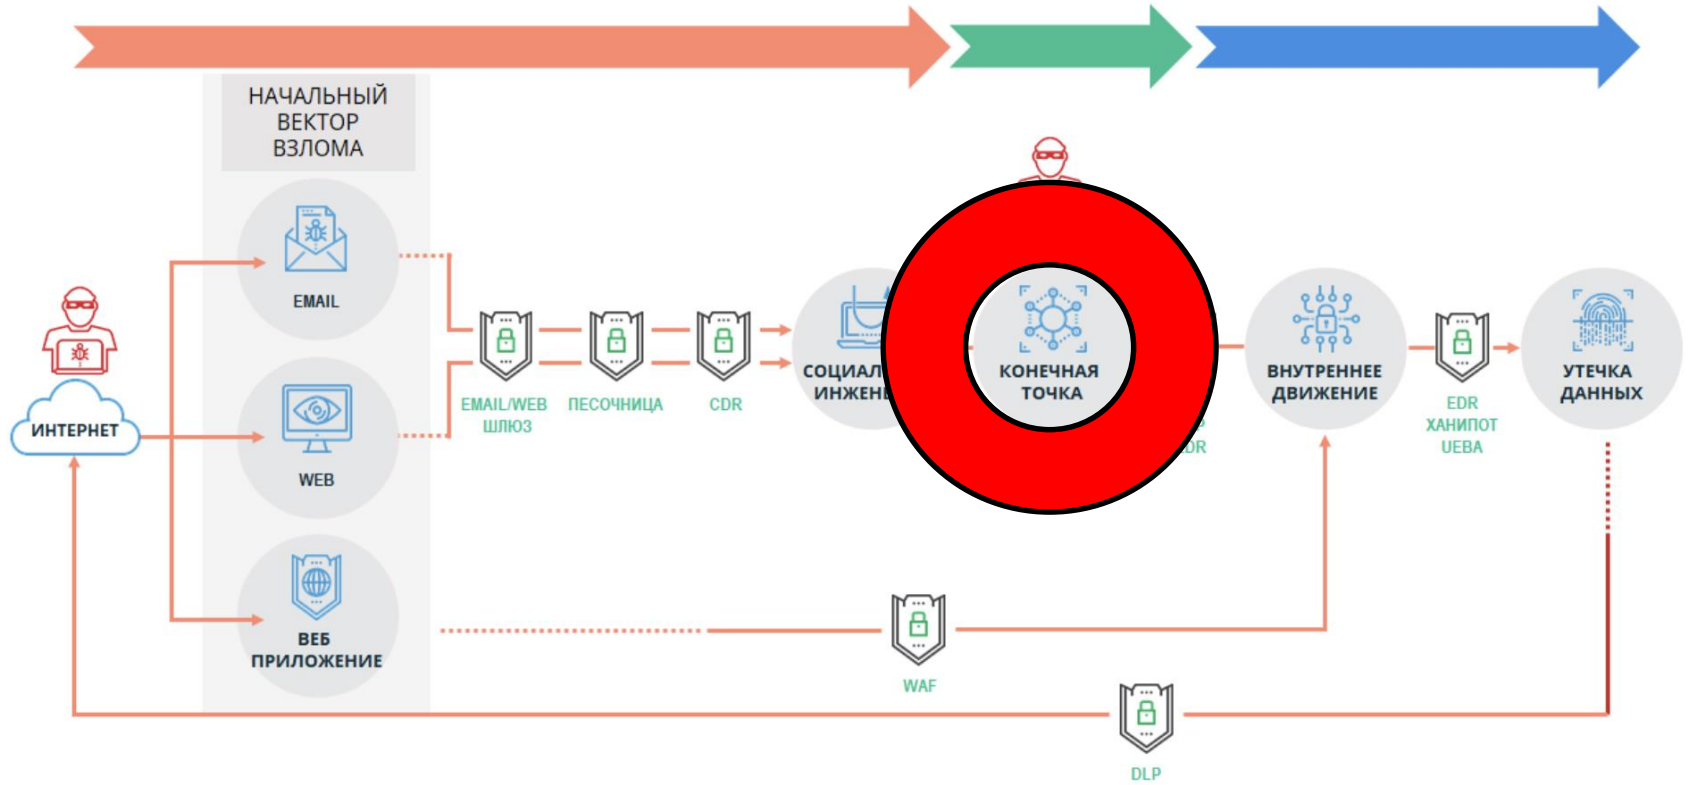 НАЧАЛЬНЫЙ
ВЕКТОР
ВЗЛОМА
EMAIL
ИНТЕРНЕТ
WEB
ВЕБ
ПРИЛОЖЕНИЕ
EMAIL/WEB
ШЛЮЗ
ПЕСОЧНИЦА
CDR
КОНЕЧНАЯ
ТОЧКА
ВНУТРЕННЕЕ
ДВИЖЕНИЕ
EDR
ХАНИПОТ
UEBA
УТЕЧКА
ДАННЫХ
WAF
DLP